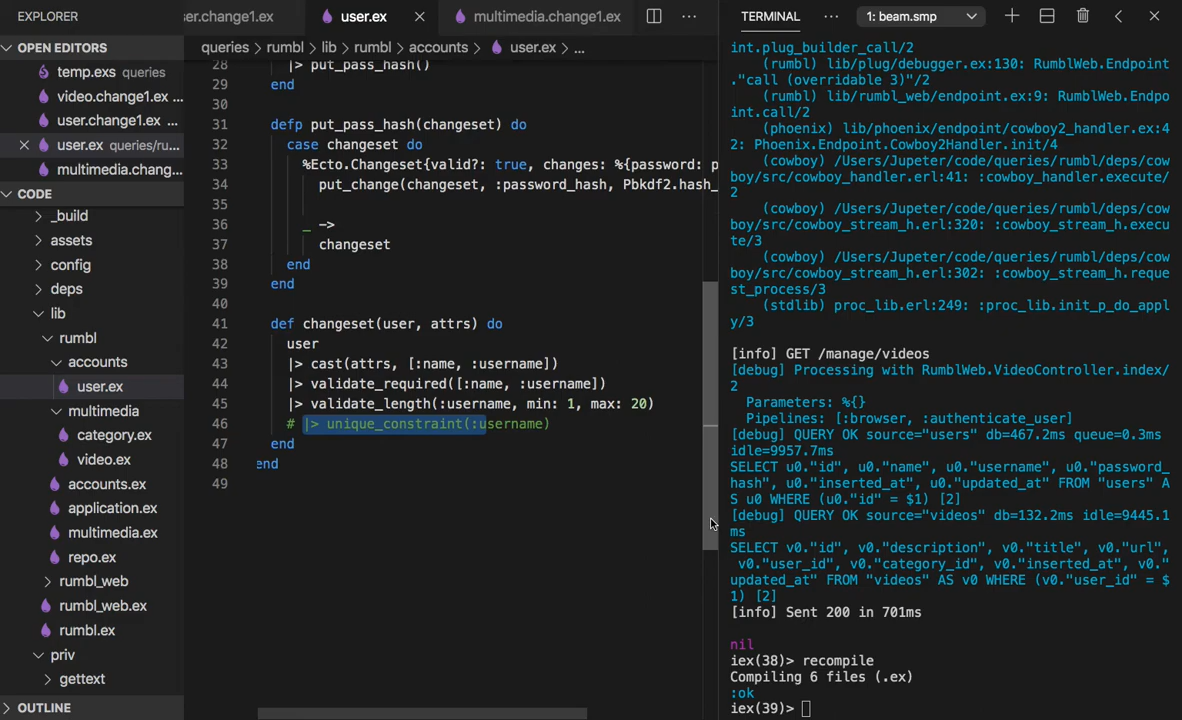 EXPLORER
OPEN EDITORS
temp.exs queries
video.change1.ex ...
user.change1.ex ...
user.ex queries/ru...
multimedia.chang...
CODE
_build
assets
config
deps
lib
rumbl
accounts
user.ex
multimedia
category.ex
video.ex
accounts.ex
application.ex
multimedia.ex
repo.ex
rumbl_web
rumbl_web.ex
rumbl.ex
priv
gettext
OUTLINE
ser.change1.ex user.ex multimedia.change1.ex ...
queries > rumbl > lib > rumbl > accounts > user.ex > ...
28 |> put_pass_hash()
29 end
30
31 defp put_pass_hash(changeset) do
32 case changeset do
33 %Ecto.Changeset{valid?: true, changes: %{password: p
34 put_change(changeset, :password_hash, Pbkdf2.hash_
35
36 _ ->
37 changeset
38 end
39 end
40
41 def changeset(user, attrs) do
42 user
43 |> cast(attrs, [:name, :username])
44 |> validate_required([:name, :username])
45 |> validate_length(:username, min: 1, max: 20)
46 # |> unique_constraint(:username)
47 end
48 end
49
TERMINAL ... 1: beam.smp
int.plug_builder_call/2
(rumbl) lib/plug/debugger.ex:130: RumblWeb.Endpoint
."call (overridable 3)"/2
(rumbl) lib/rumbl_web/endpoint.ex:9: RumblWeb.Endpo
int.call/2
(phoenix) lib/phoenix/endpoint/cowboy2_handler.ex:4
2: Phoenix.Endpoint.Cowboy2Handler.init/4
(cowboy) /Users/Jupeter/code/queries/rumbl/deps/cow
boy/src/cowboy_handler.erl:41: :cowboy_handler.execute/
2
(cowboy) /Users/Jupeter/code/queries/rumbl/deps/cow
boy/src/cowboy_stream_h.erl:320: :cowboy_stream_h.execu
te/3
(cowboy) /Users/Jupeter/code/queries/rumbl/deps/cow
boy/src/cowboy_stream_h.erl:302: :cowboy_stream_h.reque
st_process/3
(stdlib) proc_lib.erl:249: :proc_lib.init_p_do_appl
y/3
[info] GET /manage/videos
[debug] Processing with RumblWeb.VideoController.index/
2
Parameters: %{}
Pipelines: [:browser, :authenticate_user]
[debug] QUERY OK source="users" db=467.2ms queue=0.3ms
idle=9957.7ms
SELECT u0."id", u0."name", u0."username", u0."password_
hash", u0."inserted_at", u0."updated_at" FROM "users" A
S u0 WHERE (u0."id" = $1) [2]
[debug] QUERY OK source="videos" db=132.2ms idle=9445.1
ms
SELECT v0."id", v0."description", v0."title", v0."url",
v0."user_id", v0."category_id", v0."inserted_at", v0."
updated_at" FROM "videos" AS v0 WHERE (v0."user_id" = $
1) [2]
[info] Sent 200 in 701ms
nil
iex(38)> recompile
Compiling 6 files (.ex)
:ok
iex(39)>